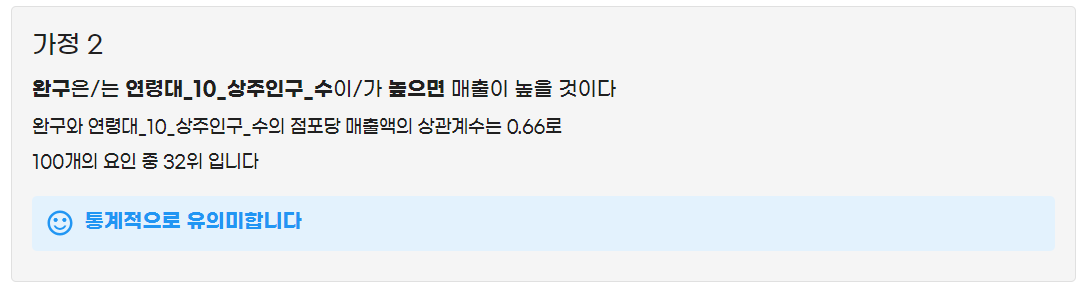 가정 2
완구은/는 연령대_10_상주인구_수이/가 높으면 매출이 높을 것이다
완구와 연령대_10_상주인구_수의 점포당 매출액의 상관계수는 0.66로
100개의 요인 중 32위 입니다
통계적으로 유의미합니다